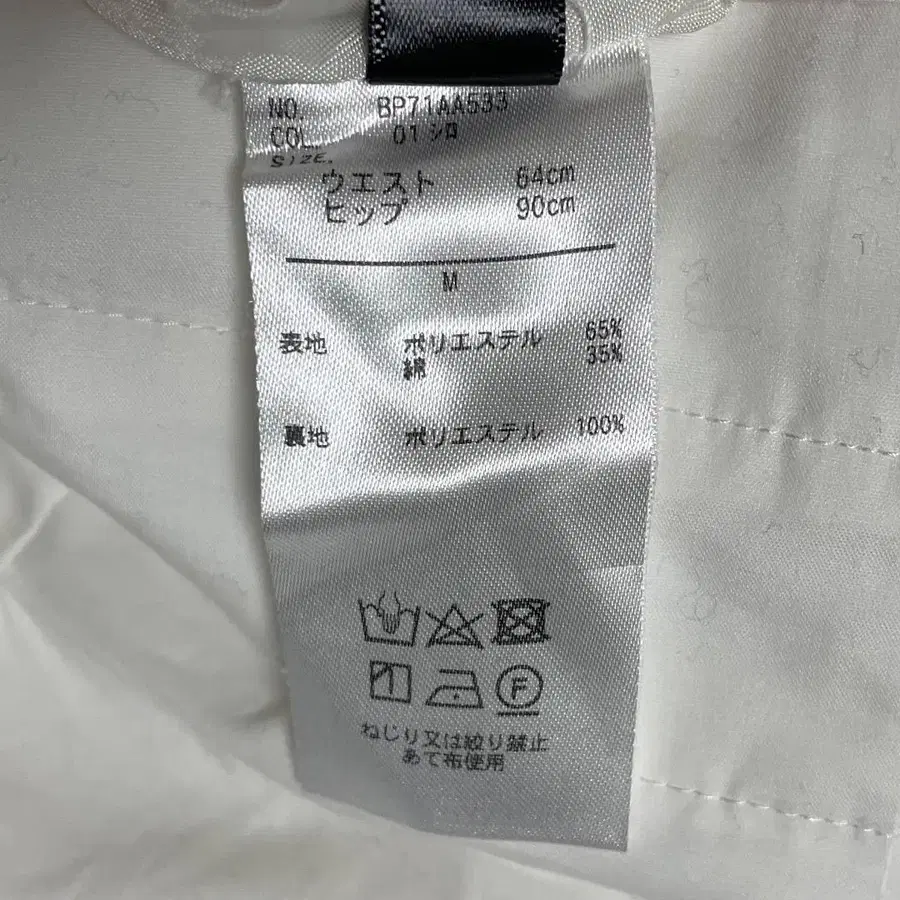 NO. BP71AA533
COL. 01 シロ
SIZE.
ウエスト 64cm
ヒップ 90cm
M
表地 ポリエステル 65%
綿 35%
裏地 ポリエステル 100%
F
ねじり又は絞り禁止
あて布使用